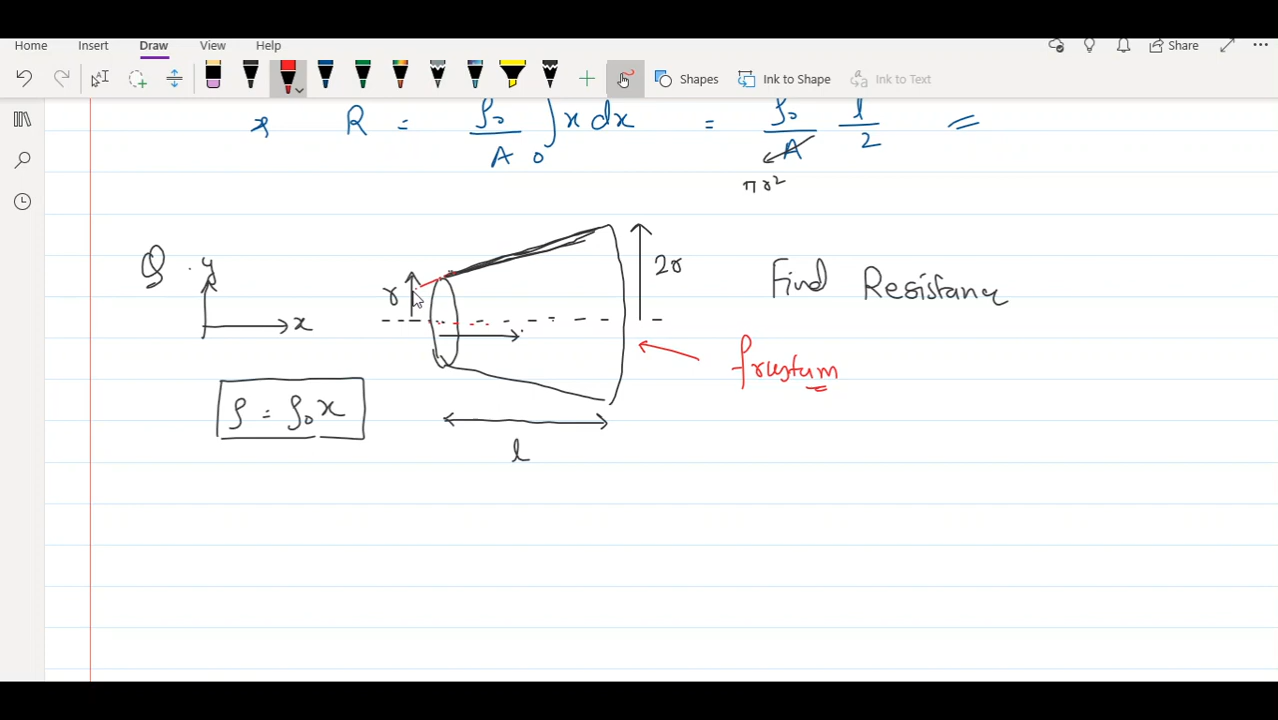 Home Insert Draw View Help Share
Shapes Ink to Shape Ink to Text
* R = ρ₀/A ∫₀ x dx = ρ₀/A l/2 =
πr²
Q. y
x
r
2r
Find Resistance
frustum
ρ = ρ₀x
l